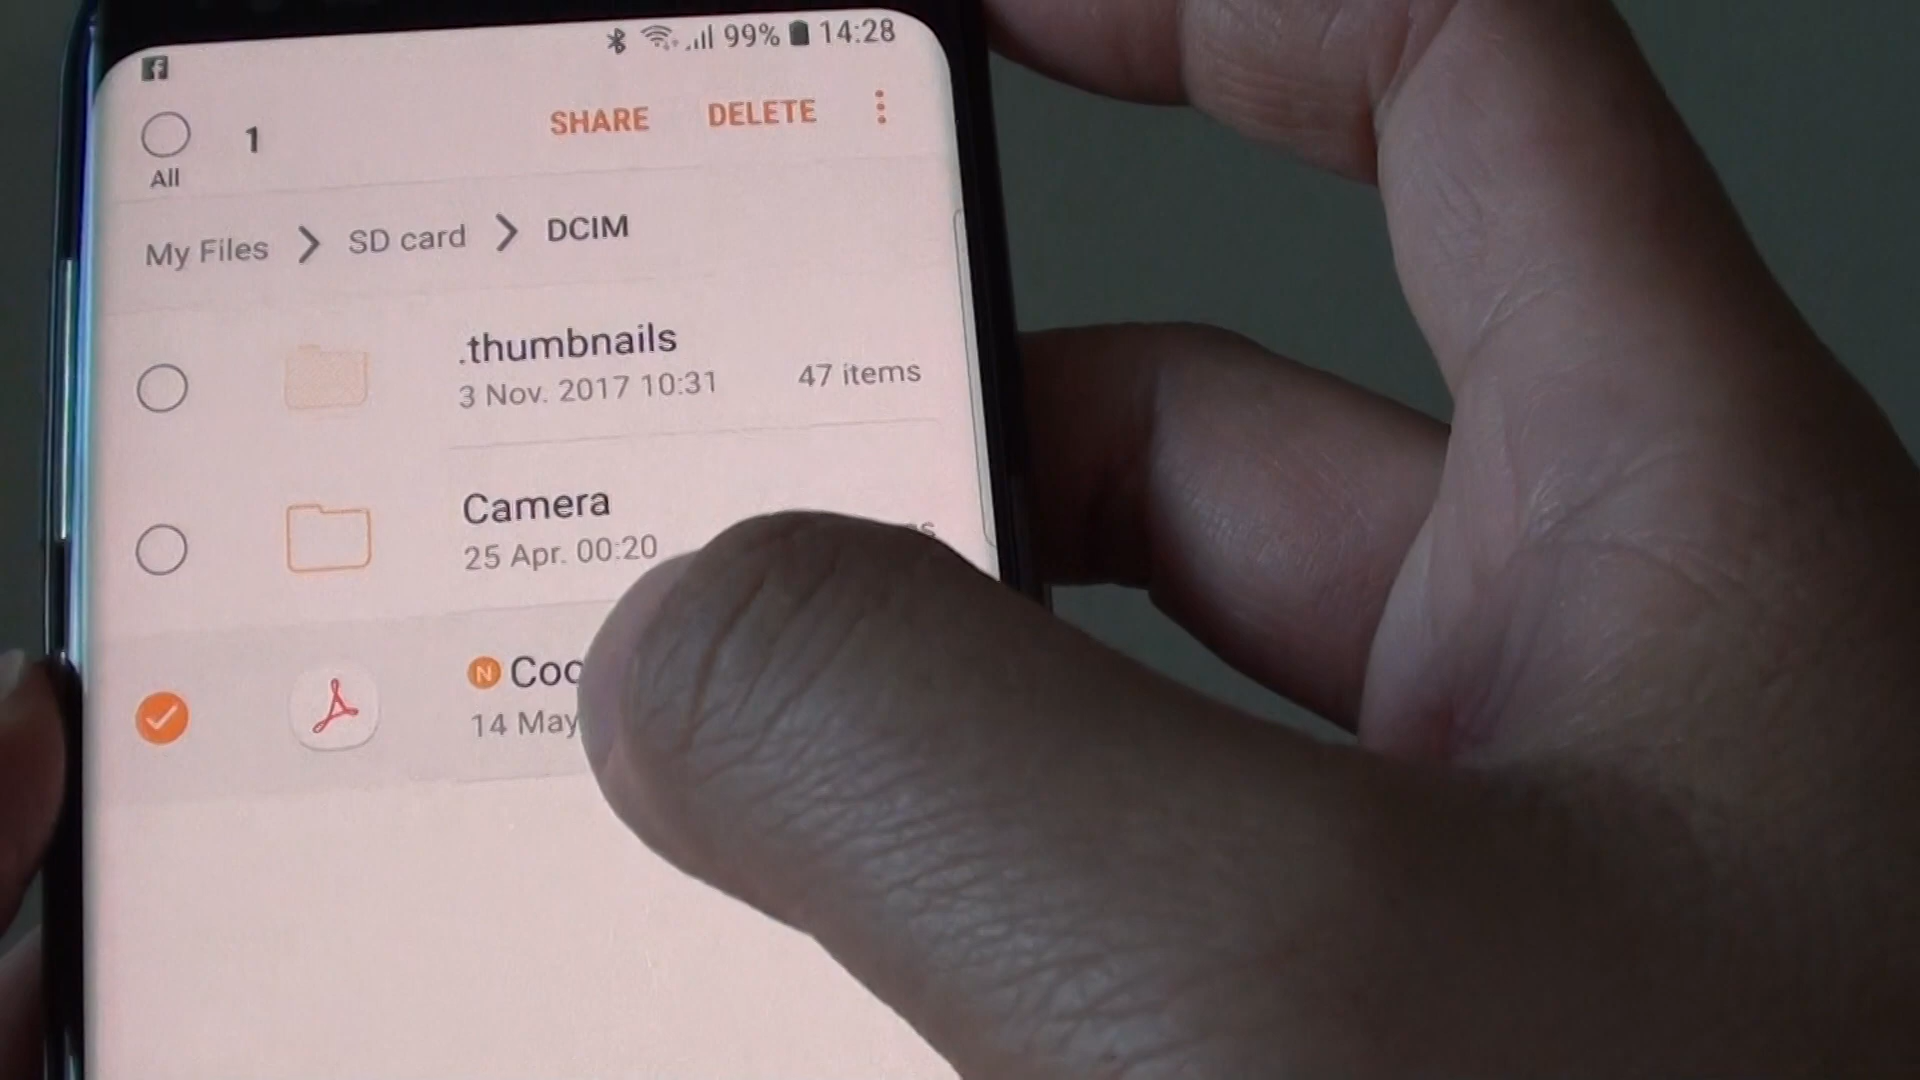 99% 14:28
1 SHARE DELETE
All
My Files SD card DCIM
.thumbnails
3 Nov. 2017 10:31 47 items
Camera
25 Apr. 00:20
N
14 May